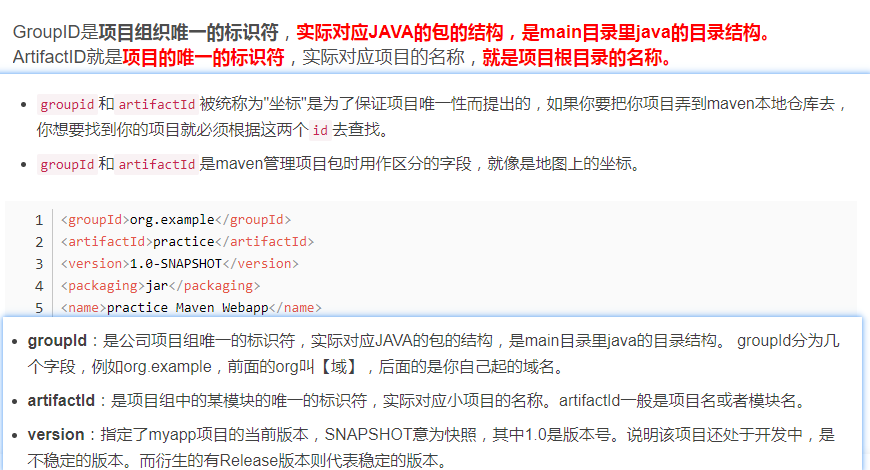 GroupID是项目组织唯一的标识符，实际对应JAVA的包的结构，是main目录里java的目录结构。
ArtifactID就是项目的唯一的标识符，实际对应项目的名称，就是项目根目录的名称。
• groupid 和 artifactId 被统称为"坐标"是为了保证项目唯一性而提出的，如果你要把你项目弄到maven本地仓库去，
你想要找到你的项目就必须根据这两个 id 去查找。
• groupId 和 artifactId 是maven管理项目包时用作区分的字段，就像是地图上的坐标。
1 <groupId>org.example</groupId>
2 <artifactId>practice</artifactId>
3 <version>1.0-SNAPSHOT</version>
4 <packaging>jar</packaging>
5 <name>practice Maven Webapp</name>
• groupId：是公司项目组唯一的标识符，实际对应JAVA的包的结构，是main目录里java的目录结构。 groupId分为几
个字段，例如org.example，前面的org叫【域】，后面的是你自己起的域名。
• artifactId：是项目组中的某模块的唯一的标识符，实际对应小项目的名称。artifactId一般是项目名或者模块名。
• version：指定了myapp项目的当前版本，SNAPSHOT意为快照，其中1.0是版本号。说明该项目还处于开发中，是
不稳定的版本。而衍生的有Release版本则代表稳定的版本。